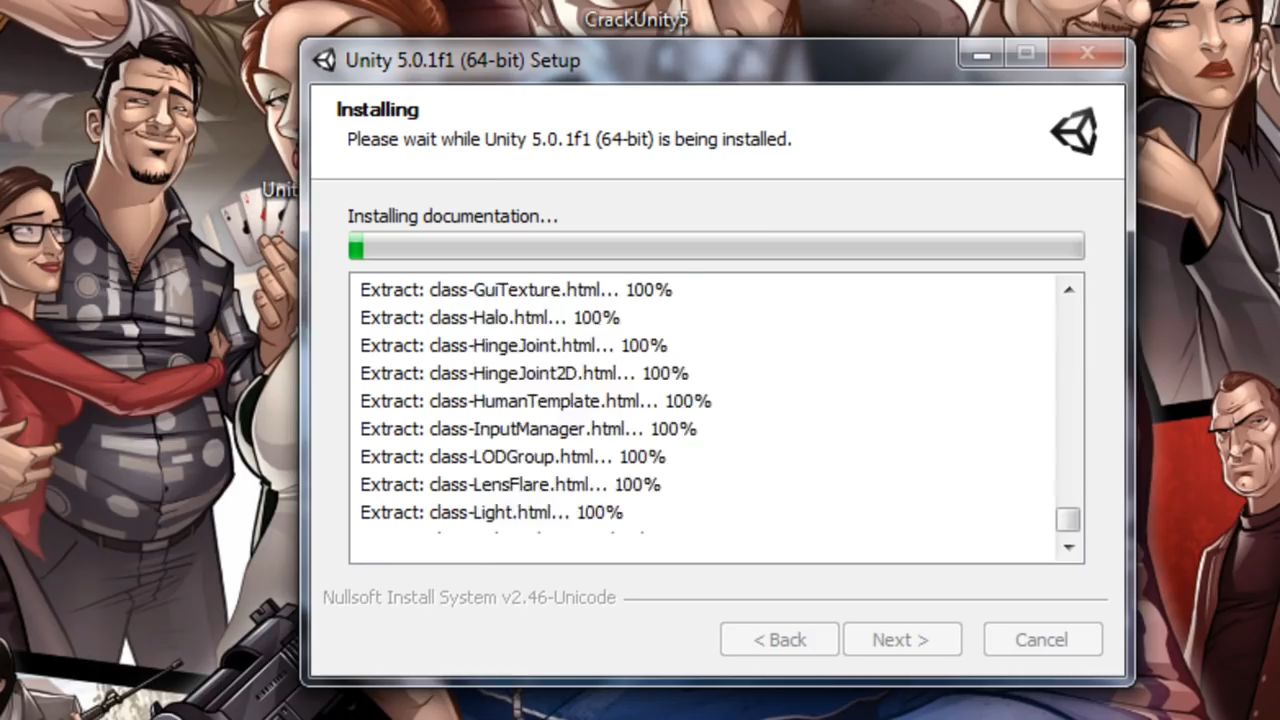 CrackUnity5
Unity 5.0.1f1 (64-bit) Setup
Installing
Please wait while Unity 5.0.1f1 (64-bit) is being installed.
Unit
Installing documentation...
Extract: class-GuiTexture.html... 100%
Extract: class-Halo.html... 100%
Extract: class-HingeJoint.html... 100%
Extract: class-HingeJoint2D.html... 100%
Extract: class-HumanTemplate.html... 100%
Extract: class-InputManager.html... 100%
Extract: class-LODGroup.html... 100%
Extract: class-LensFlare.html... 100%
Extract: class-Light.html... 100%
Nullsoft Install System v2.46-Unicode
< Back
Next >
Cancel